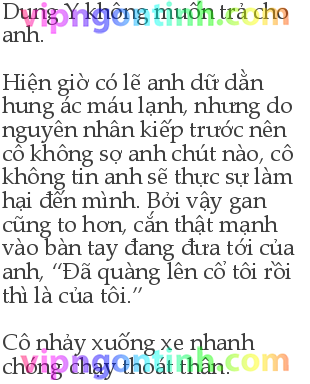 Dung Y không muốn trả cho
anh.
Hiện giờ có lẽ anh dữ dằn
hung ác máu lạnh, nhưng do
nguyên nhân kiếp trước nên
cô không sợ anh chút nào, cô
không tin anh sẽ thực sự làm
hại đến mình. Bởi vậy gan
cũng to hơn, cắn thật mạnh
vào bàn tay đang đưa tới của
anh, “Đã quàng lên cổ tôi rồi
thì là của tôi.”
Cô nhảy xuống xe nhanh
chóng chạy thoát thân.
vipngontinh.com
vipngontinh.com